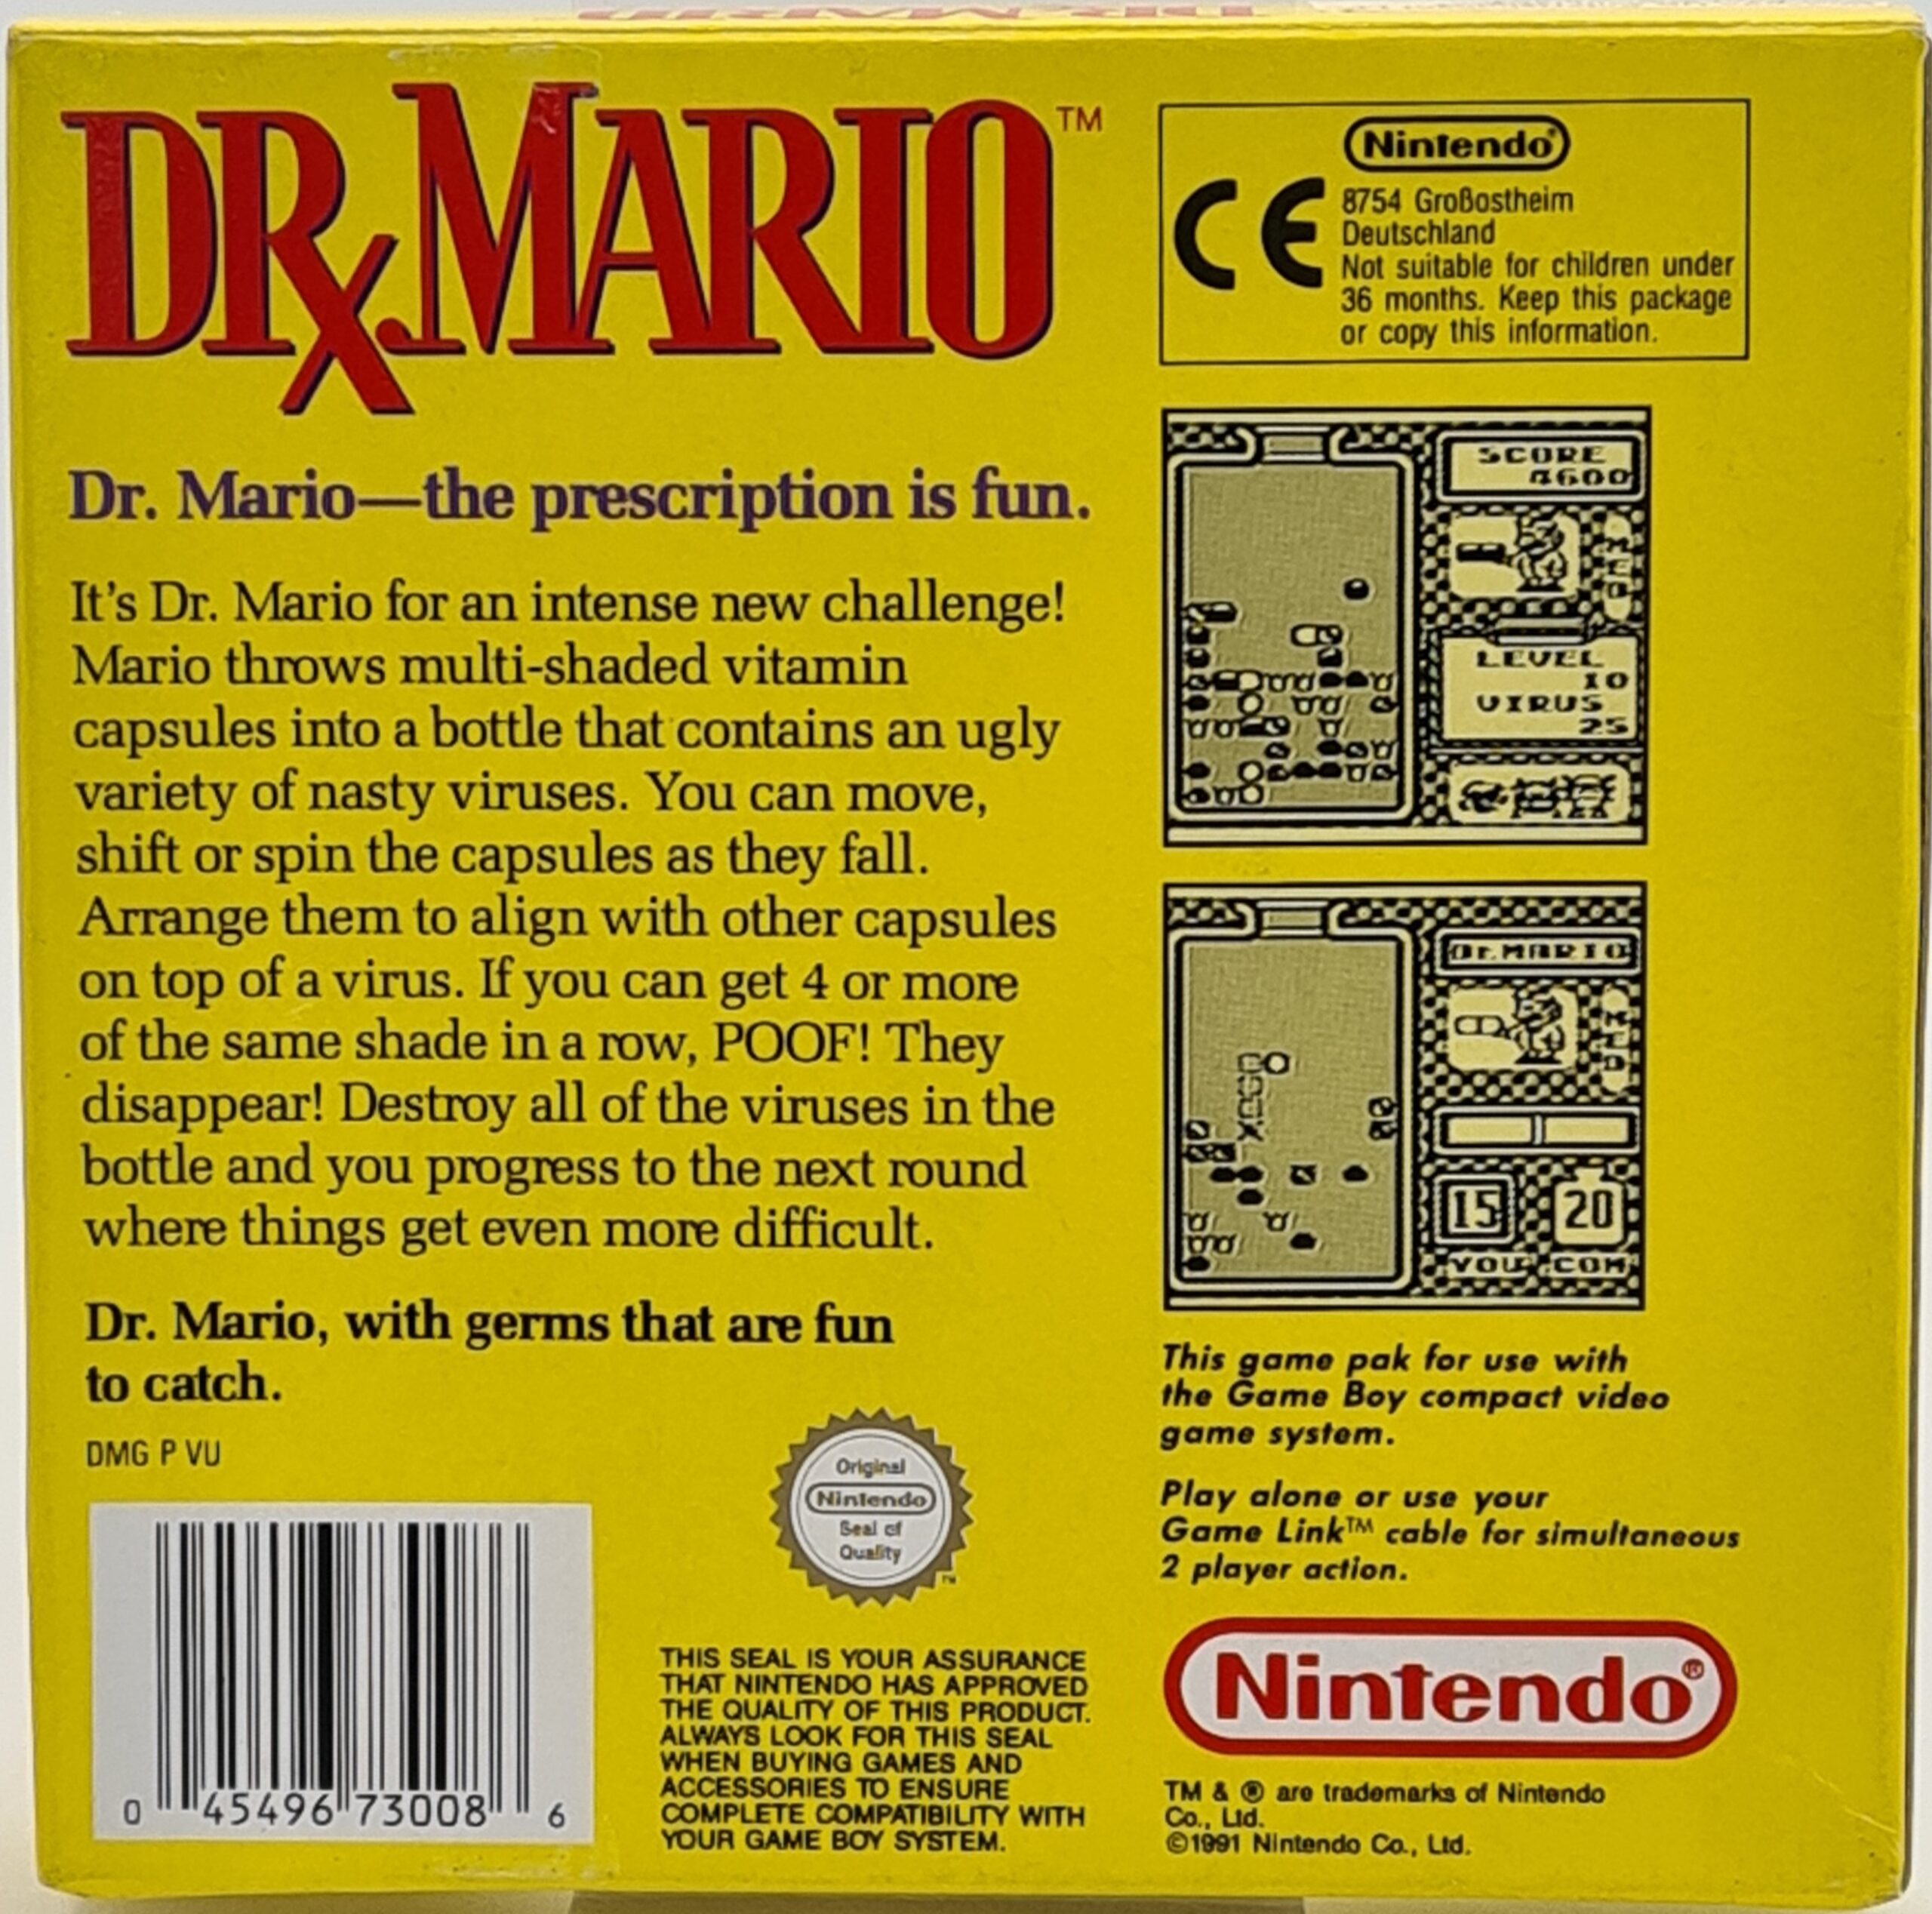 DR. MARIO™
Dr. Mario—the prescription is fun.
It's Dr. Mario for an intense new challenge!
Mario throws multi-shaded vitamin
capsules into a bottle that contains an ugly
variety of nasty viruses. You can move,
shift or spin the capsules as they fall.
Arrange them to align with other capsules
on top of a virus. If you can get 4 or more
of the same shade in a row, POOF! They
disappear! Destroy all of the viruses in the
bottle and you progress to the next round
where things get even more difficult.
Dr. Mario, with germs that are fun
to catch.
DMG P VU
0 45496 73008 6
Original
Nintendo
Seal of
Quality
™
THIS SEAL IS YOUR ASSURANCE
THAT NINTENDO HAS APPROVED
THE QUALITY OF THIS PRODUCT.
ALWAYS LOOK FOR THIS SEAL
WHEN BUYING GAMES AND
ACCESSORIES TO ENSURE
COMPLETE COMPATIBILITY WITH
YOUR GAME BOY SYSTEM.
Nintendo®
CE
8754 Großostheim
Deutschland
Not suitable for children under
36 months. Keep this package
or copy this information.
SCORE
4600
MED
LEVEL
10
VIRUS
25
Dr.MARIO
MED
15 20
YOU COM
This game pak for use with
the Game Boy compact video
game system.
Play alone or use your
Game Link™ cable for simultaneous
2 player action.
Nintendo®
TM & ® are trademarks of Nintendo
Co., Ltd.
©1991 Nintendo Co., Ltd.